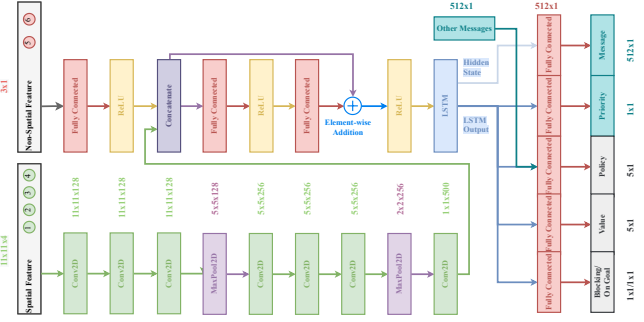 512x1
512x1
3x1
Non-Spatial Feature
5
6
Fully Connected
ReLU
Concatenate
Fully Connected
ReLU
Fully Connected
Element-wise
Addition
ReLU
LSTM
Other Messages
Hidden
State
LSTM
Output
Fully Connected
Message
512x1
Fully Connected
Priority
1x1
Fully Connected
Policy
5x1
Fully Connected
Value
5x1
Fully Connected
Blocking/
On Goal
1x1/1x1
11x11x4
Spatial Feature
1
2
3
4
11x11x128
11x11x128
11x11x128
5x5x128
5x5x256
5x5x256
5x5x256
2x2x256
1x1x500
Conv2D
Conv2D
Conv2D
MaxPool2D
Conv2D
Conv2D
Conv2D
MaxPool2D
Conv2D